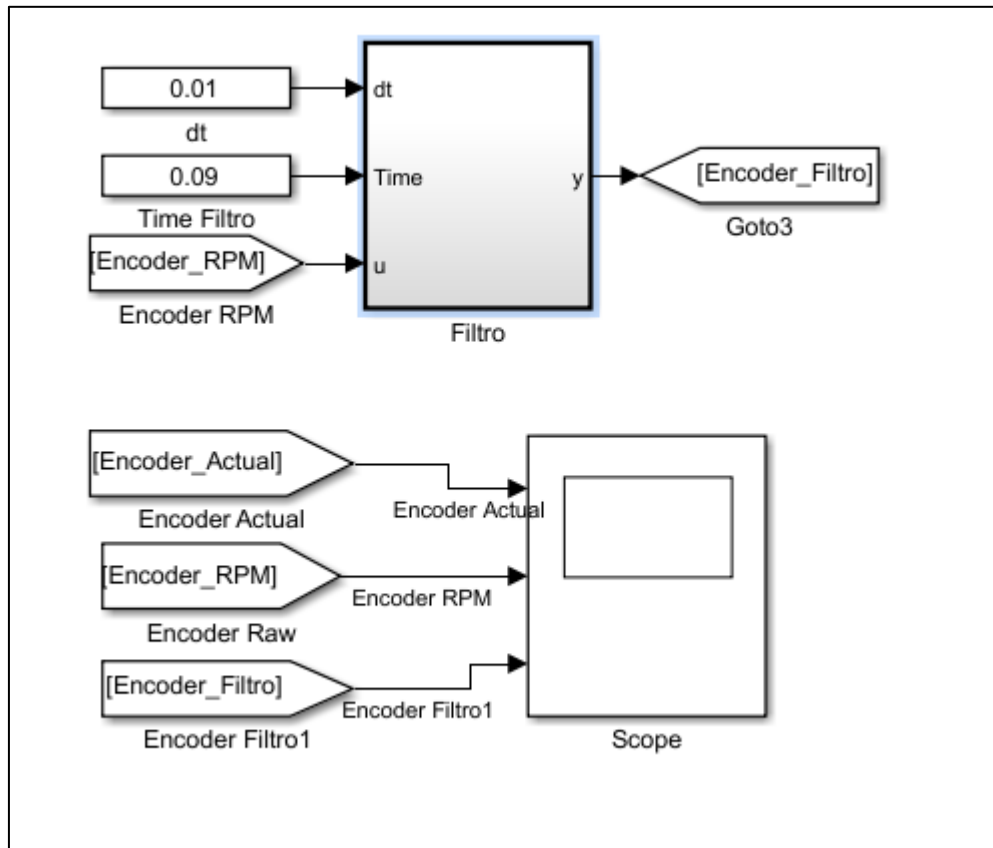 0.01
dt
dt
0.09
Time
y
[Encoder_Filtro]
Time Filtro
Goto3
[Encoder_RPM]
u
Encoder RPM
Filtro
[Encoder_Actual]
Encoder Actual
Encoder Actual
[Encoder_RPM]
Encoder RPM
Encoder Raw
[Encoder_Filtro]
Encoder Filtro1
Encoder Filtro1
Scope